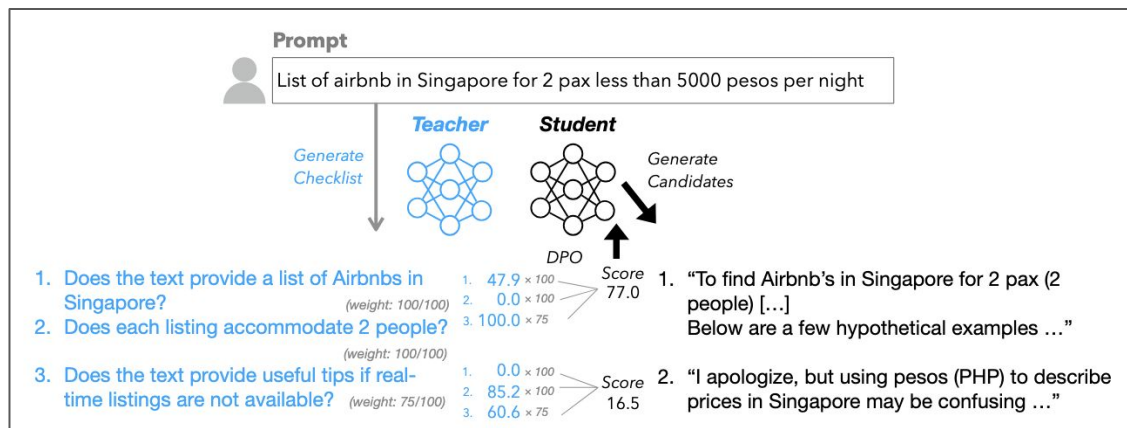 Prompt
List of airbnb in Singapore for 2 pax less than 5000 pesos per night
Teacher
Student
Generate
Checklist
Generate
Candidates
DPO
1. Does the text provide a list of Airbnbs in
Singapore?
(weight: 100/100)
2. Does each listing accommodate 2 people?
(weight: 100/100)
3. Does the text provide useful tips if real-
time listings are not available?
(weight: 75/100)
1. 47.9 × 100
2. 0.0 × 100
3. 100.0 × 75
Score
77.0
1. 0.0 × 100
2. 85.2 × 100
3. 60.6 × 75
Score
16.5
1. “To find Airbnb’s in Singapore for 2 pax (2
people) […]
Below are a few hypothetical examples …”
2. “I apologize, but using pesos (PHP) to describe
prices in Singapore may be confusing …”